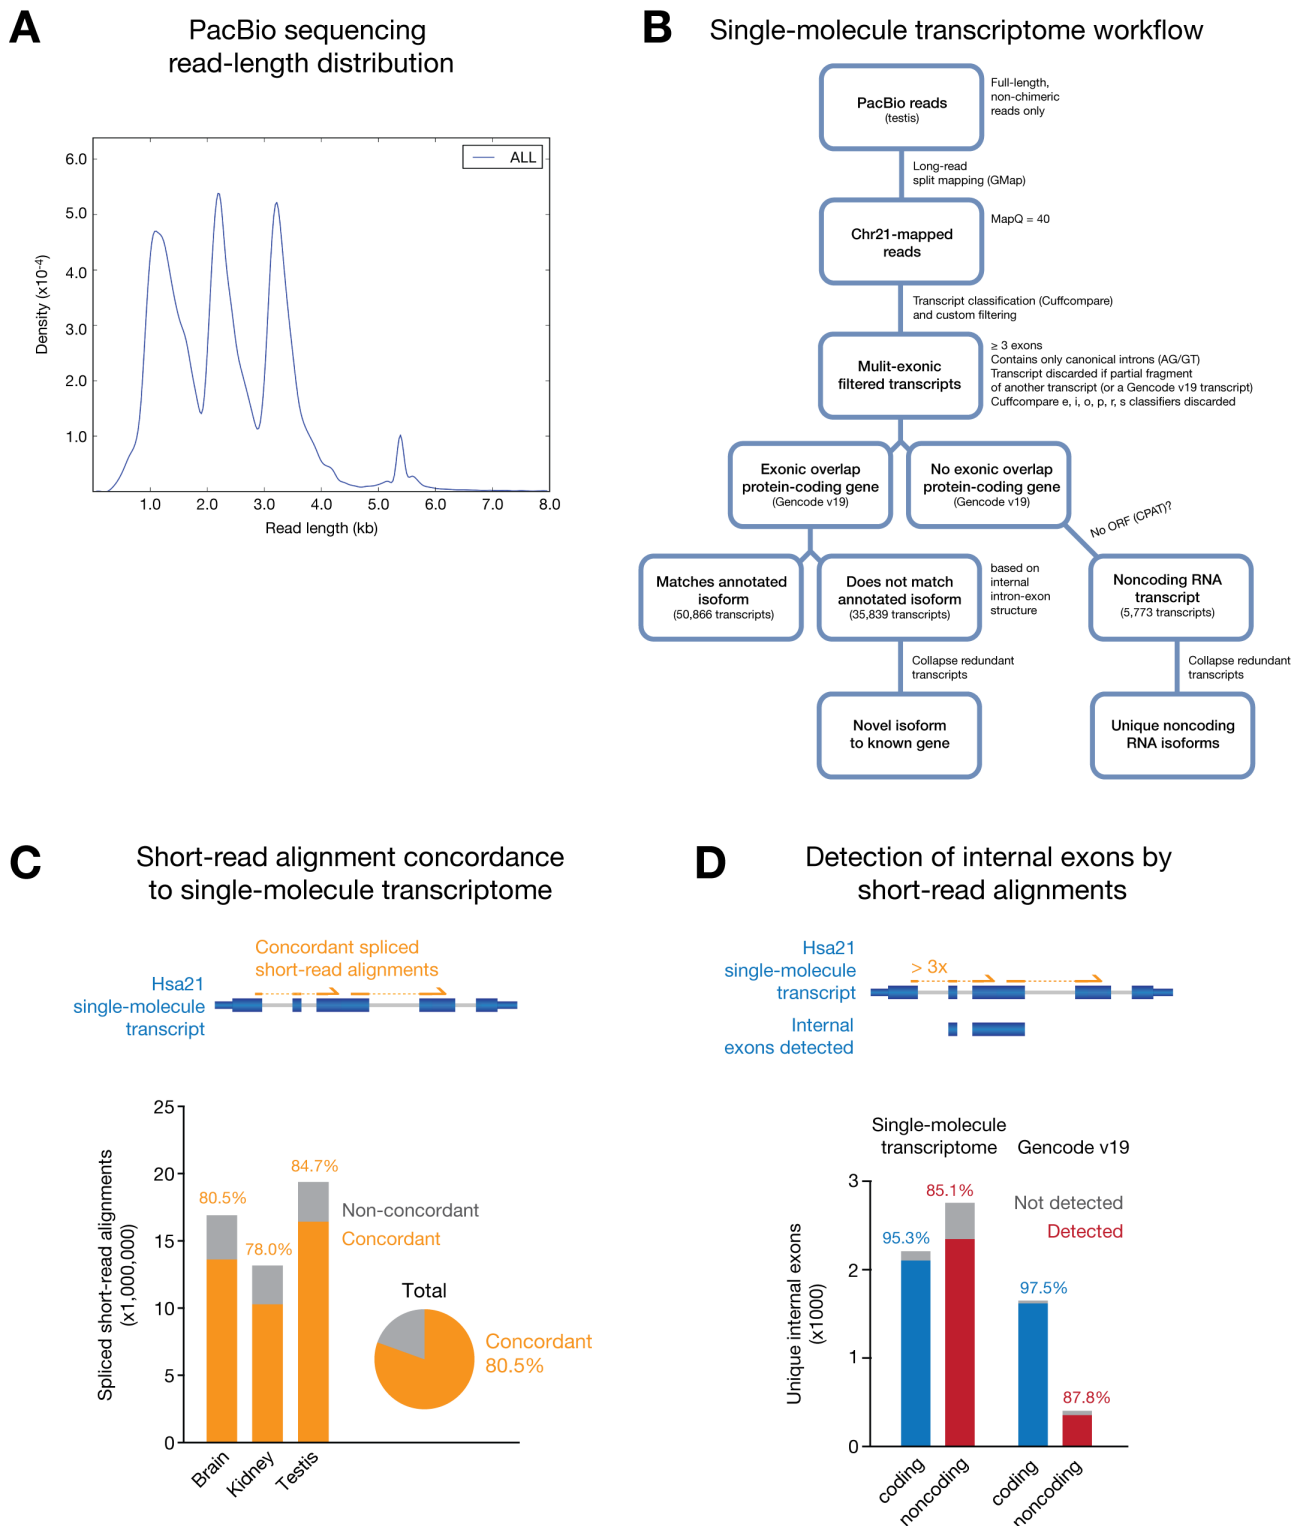 A
PacBio sequencing
read-length distribution
ALL
6.0
5.0
4.0
3.0
2.0
1.0
Density (x10-4)
1.0 2.0 3.0 4.0 5.0 6.0 7.0 8.0
Read length (kb)
B
Single-molecule transcriptome workflow
PacBio reads
(testis)
Full-length,
non-chimeric
reads only
Long-read
split mapping (GMap)
Chr21-mapped
reads
MapQ = 40
Transcript classification (Cuffcompare)
and custom filtering
Mulit-exonic
filtered transcripts
≥ 3 exons
Contains only canonical introns (AG/GT)
Transcript discarded if partial fragment
of another transcript (or a Gencode v19 transcript)
Cuffcompare e, i, o, p, r, s classifiers discarded
Exonic overlap
protein-coding gene
(Gencode v19)
No exonic overlap
protein-coding gene
(Gencode v19)
No ORF (CPAT)?
Matches annotated
isoform
(50,866 transcripts)
Does not match
annotated isoform
(35,839 transcripts)
based on
internal
intron-exon
structure
Noncoding RNA
transcript
(5,773 transcripts)
Collapse redundant
transcripts
Collapse redundant
transcripts
Novel isoform
to known gene
Unique noncoding
RNA isoforms
C
Short-read alignment concordance
to single-molecule transcriptome
Concordant spliced
short-read alignments
Hsa21
single-molecule
transcript
25
20
15
10
5
0
Spliced short-read alignments
(x1,000,000)
80.5%
78.0%
84.7%
Non-concordant
Concordant
Total
Concordant
80.5%
Brain
Kidney
Testis
D
Detection of internal exons by
short-read alignments
Hsa21
single-molecule
transcript
> 3x
Internal
exons detected
Single-molecule
transcriptome
Gencode v19
3
2
1
0
Unique internal exons
(x1000)
95.3%
85.1%
Not detected
Detected
97.5%
87.8%
coding
noncoding
coding
noncoding